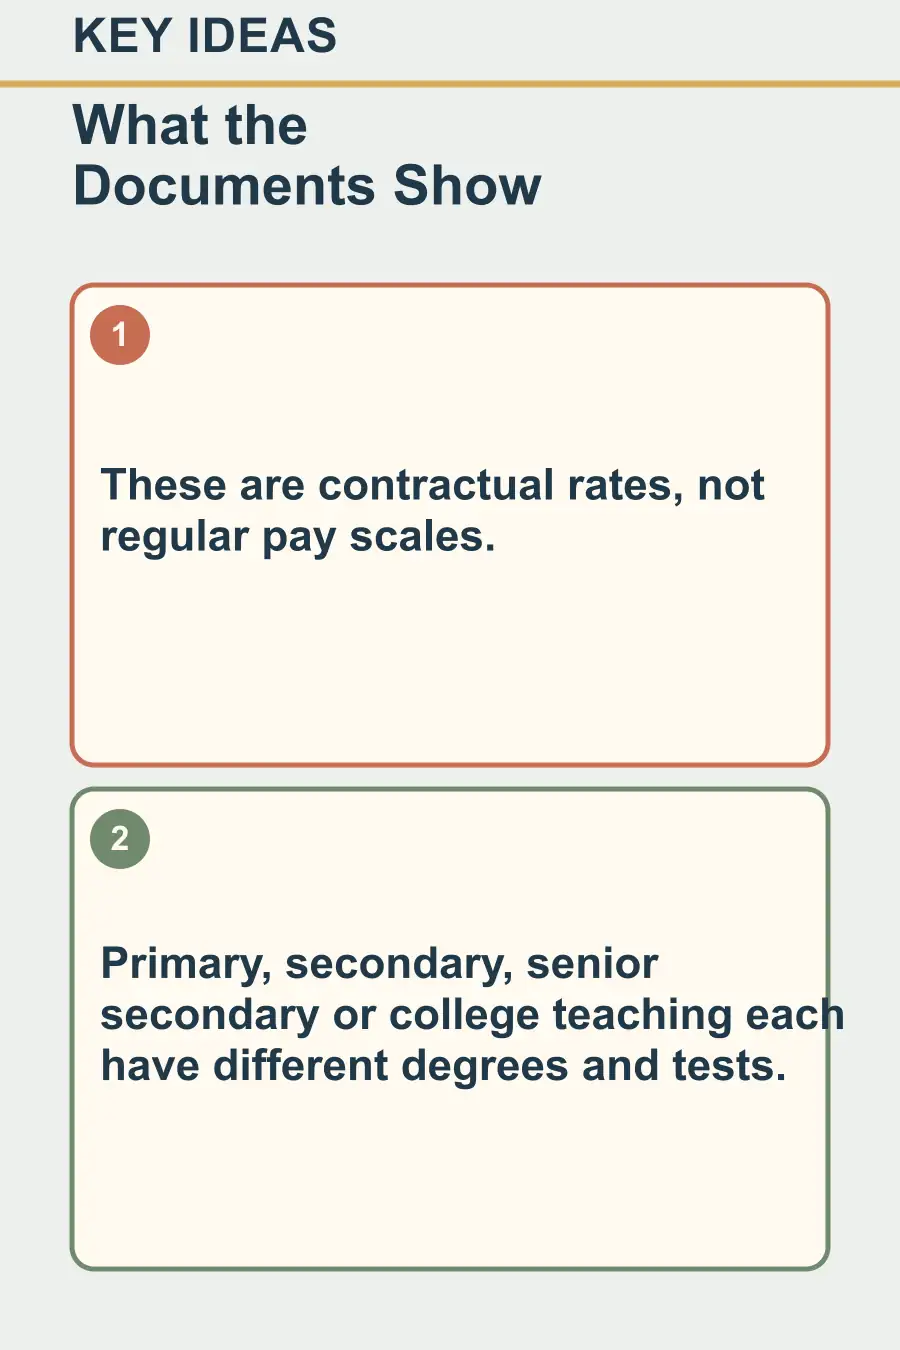 KEY IDEAS
What the
Documents Show
1
These are contractual rates, not
regular pay scales.
2
Primary, secondary, senior
secondary or college teaching each
have different degrees and tests.